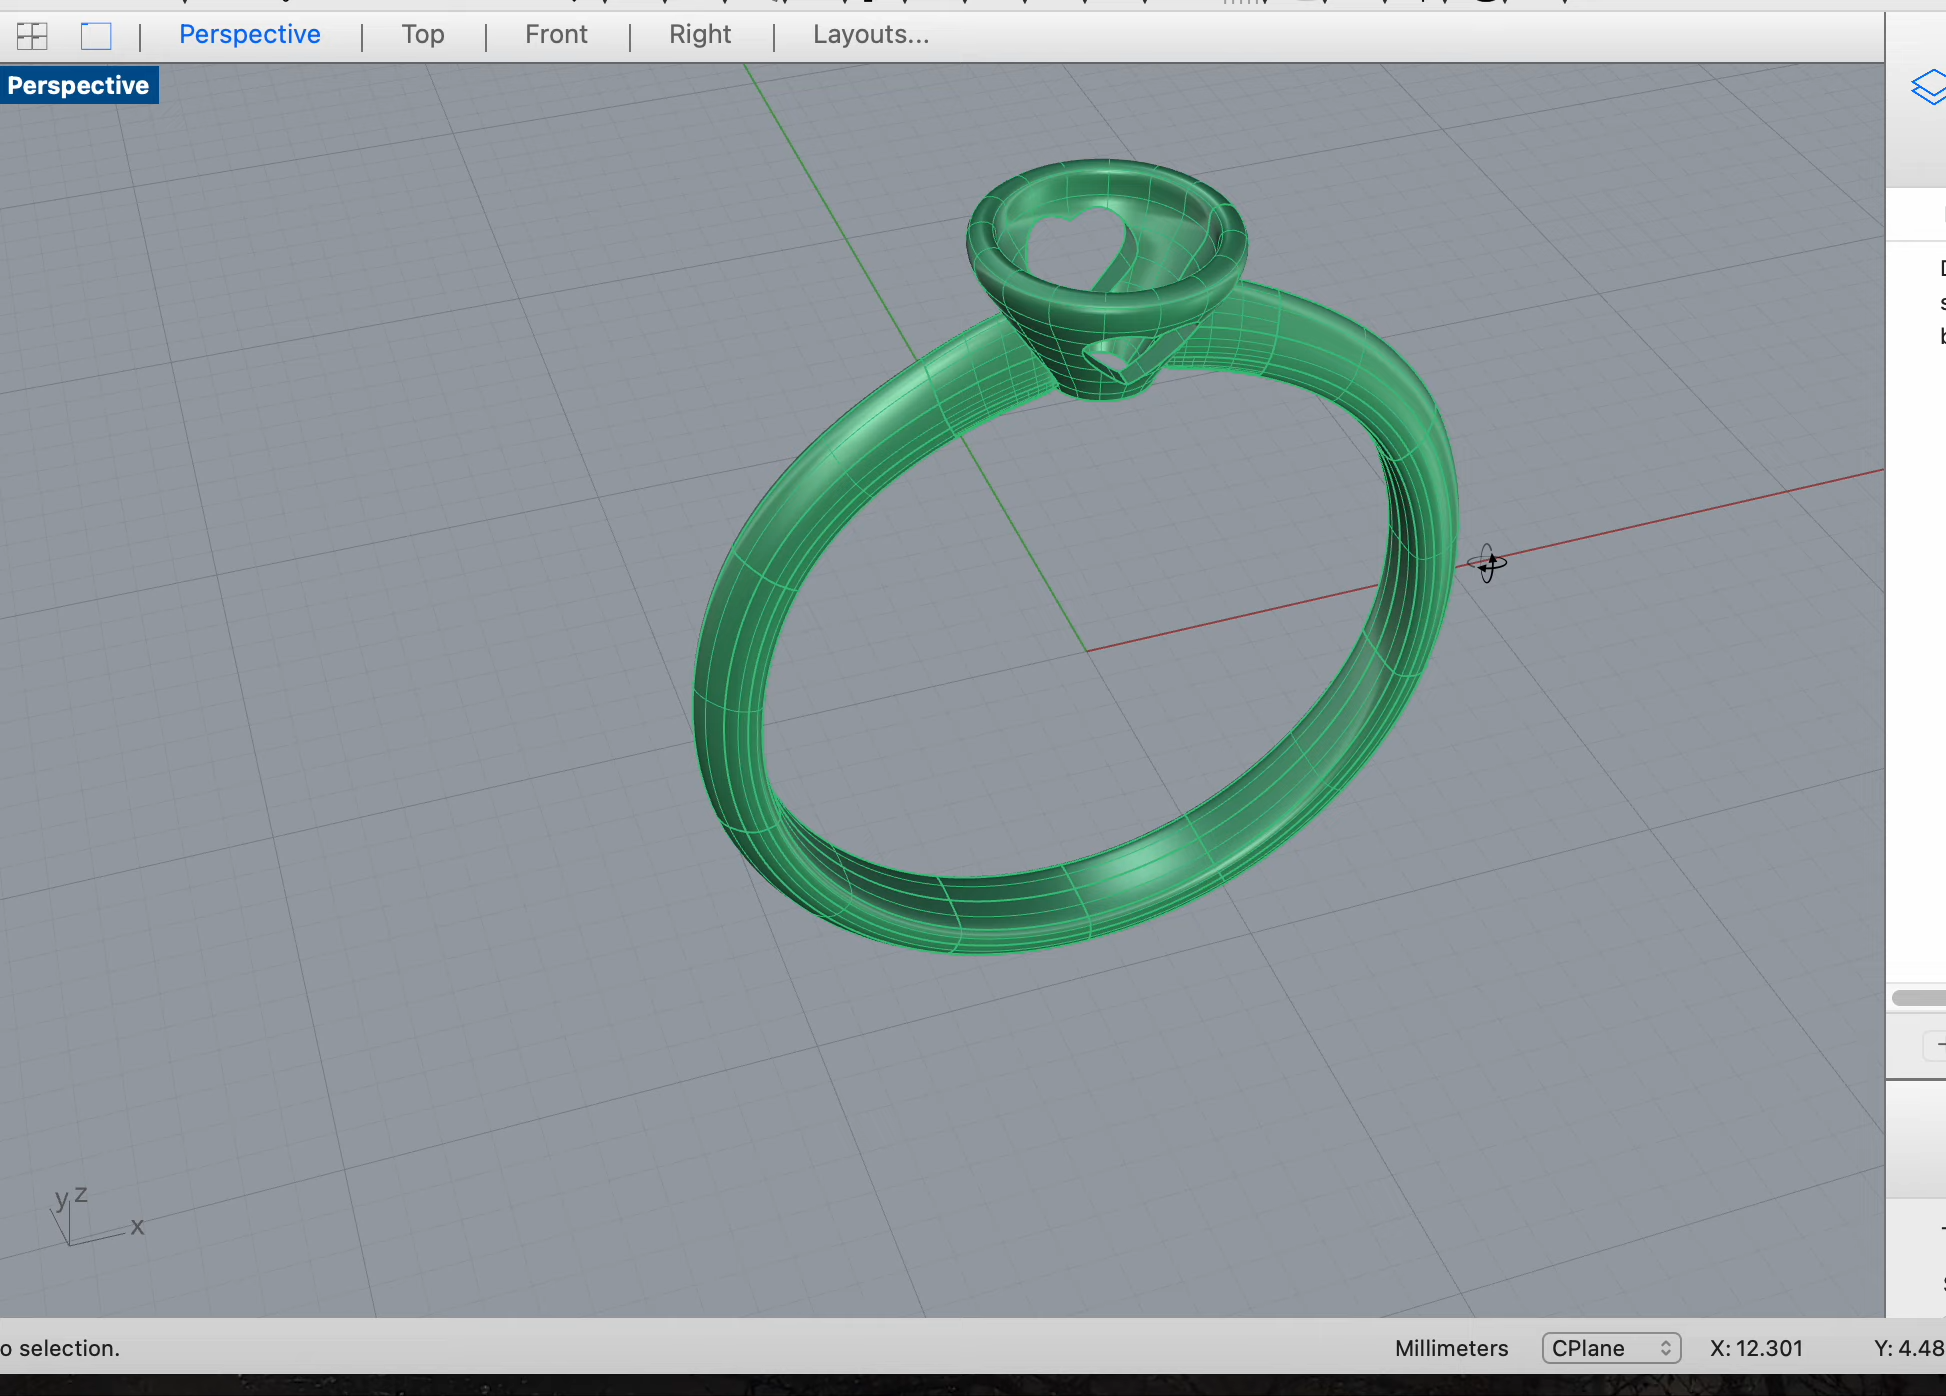 Perspective | Top | Front | Right | Layouts...
Perspective
y z
x
o selection.
Millimeters CPlane X: 12.301 Y: 4.48